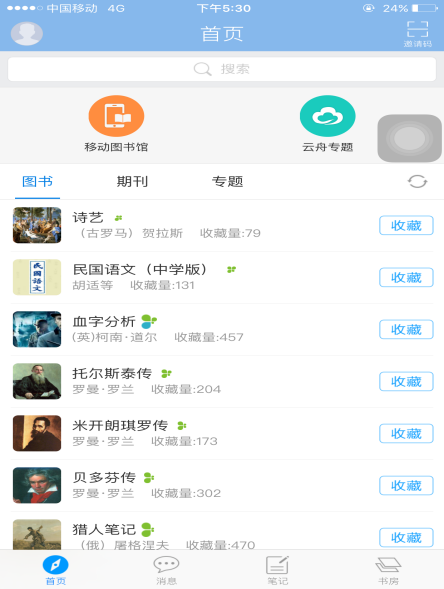 中国移动 4G 下午5:30 24%
首页
邀请码
搜索
移动图书馆 云舟专题
图书 期刊 专题
诗艺
（古罗马）贺拉斯 收藏量:79
收藏
民国语文（中学版）
胡适等 收藏量:131
收藏
民国语文
血字分析
(英)柯南·道尔 收藏量:457
收藏
托尔斯泰传
罗曼·罗兰 收藏量:204
收藏
米开朗琪罗传
罗曼·罗兰 收藏量:173
收藏
贝多芬传
罗曼·罗兰 收藏量:302
收藏
猎人笔记
（俄）屠格涅夫 收藏量:470
收藏
首页 消息 笔记 书房